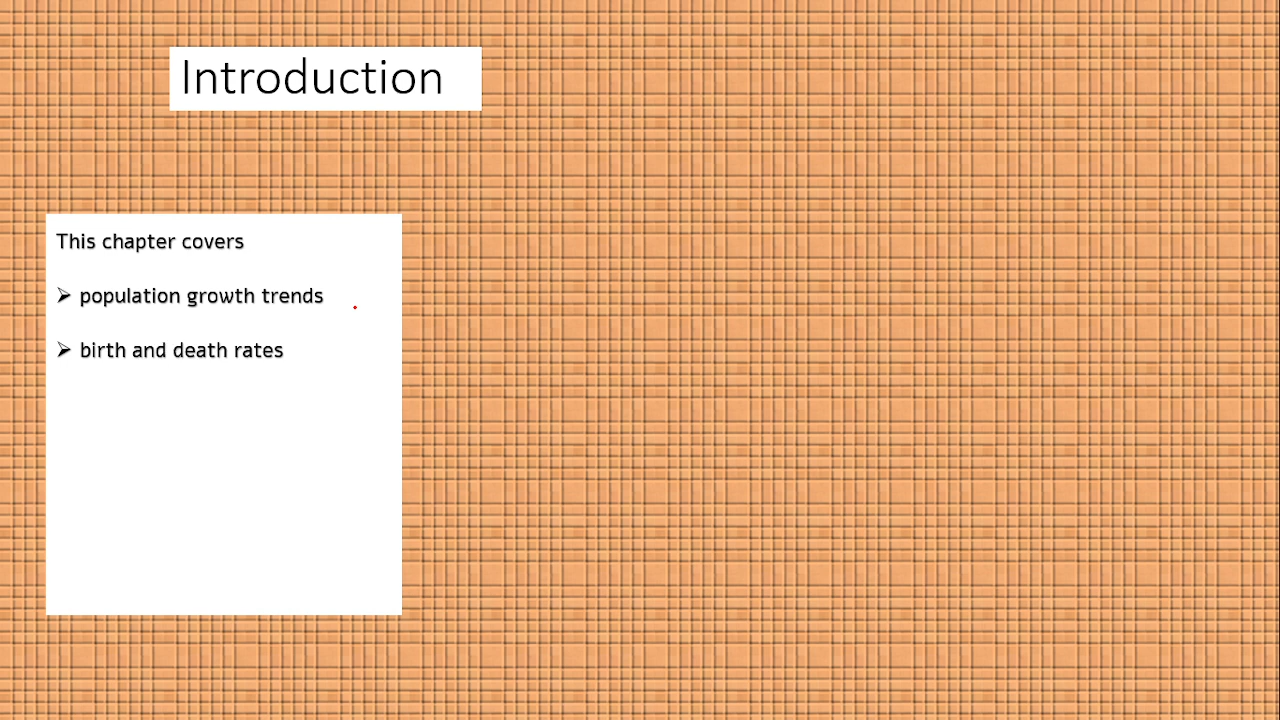 Introduction
This chapter covers
➢ population growth trends
➢ birth and death rates